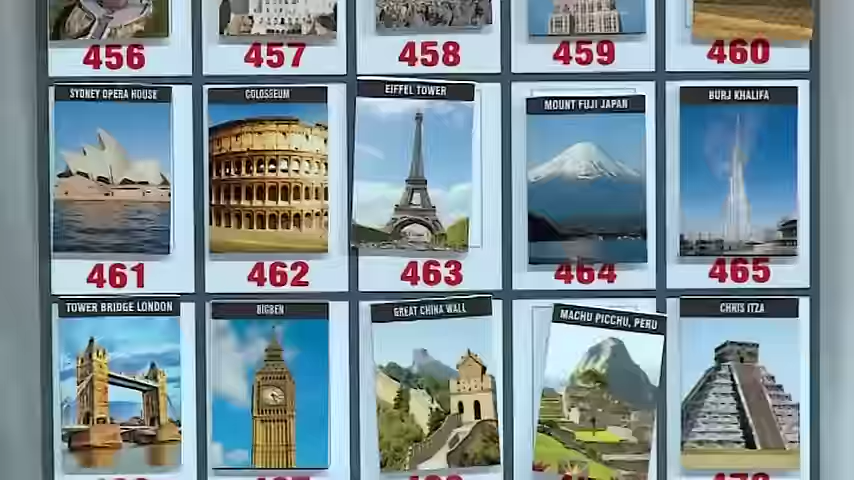 456 457 458 459 460
SYDNEY OPERA HOUSE COLOSSEUM EIFFEL TOWER MOUNT FUJI JAPAN BURJ KHALIFA
461 462 463 464 465
TOWER BRIDGE LONDON BIGBEN GREAT CHINA WALL MACHU PICCHU, PERU CHRIS ITZA